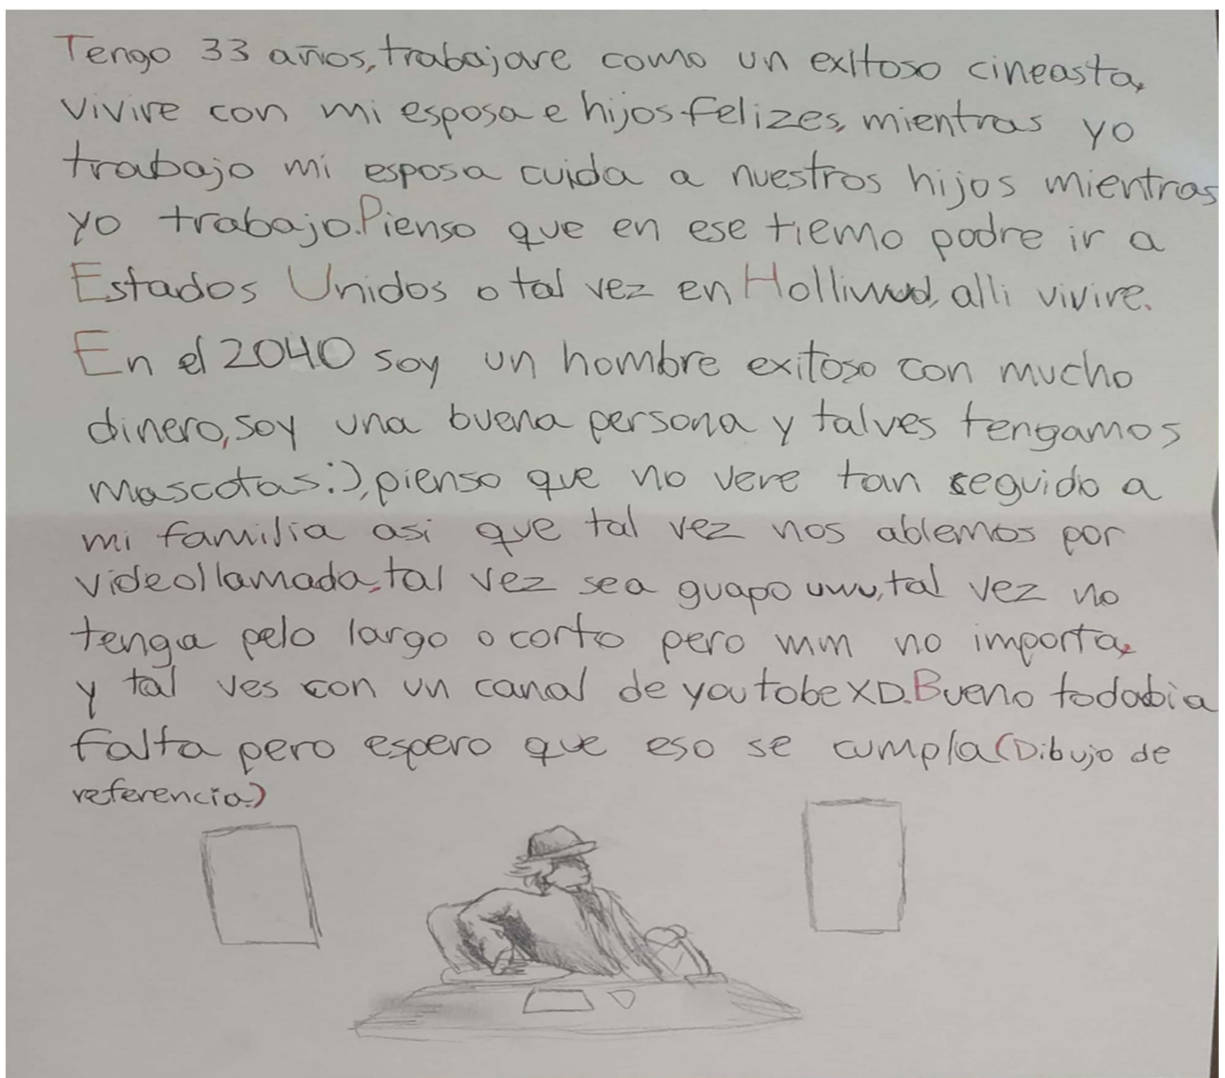 Tengo 33 años, trabajare como un exitoso cineasta,
vivire con mi esposa e hijos felizes, mientras yo
trabajo mi esposa cuida a nuestros hijos mientras
yo trabajo. Pienso que en ese tiemo podre ir a
Estados Unidos o tal vez en Holliwud, alli vivire.
En el 2040 soy un hombre exitoso con mucho
dinero, soy una buena persona y talves tengamos
mascotas:), pienso que no vere tan seguido a
mi familia asi que tal vez nos ablemos por
videollamada, tal vez sea guapo uwu, tal vez no
tenga pelo largo o corto pero mm no importa,
y tal ves con un canal de youtobe XD. Bueno todabia
falta pero espero que eso se cumpla (Dibujo de
referencia.)